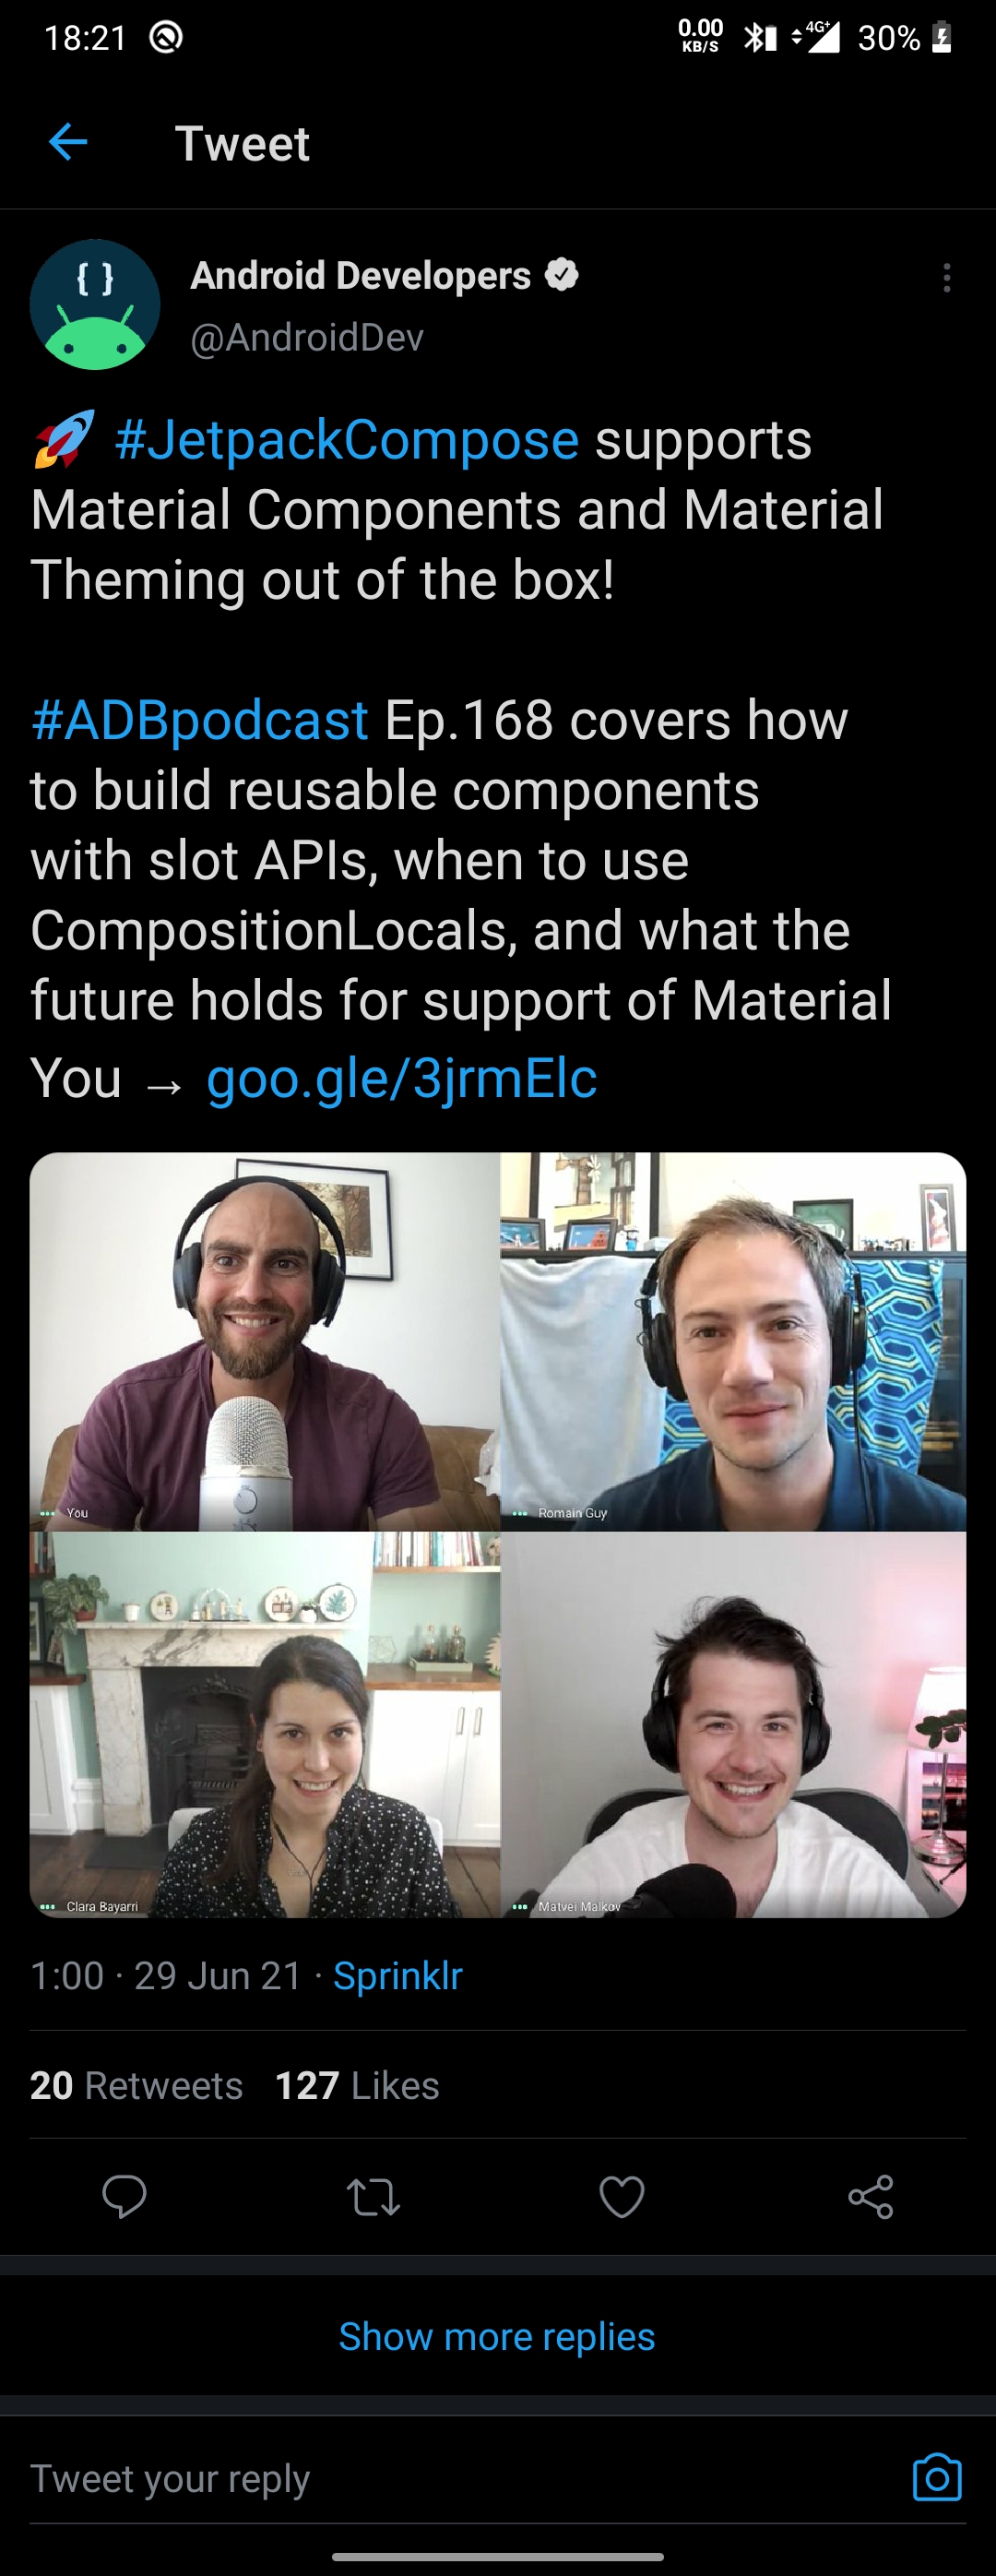 18:21
0.00
KB/S
4G+
30%
Tweet
{ }
Android Developers
@AndroidDev
🚀 #JetpackCompose supports
Material Components and Material
Theming out of the box!
#ADBpodcast Ep.168 covers how
to build reusable components
with slot APIs, when to use
CompositionLocals, and what the
future holds for support of Material
You → goo.gle/3jrmElc
You
Romain Guy
Clara Bayarri
Matvei Malkov
1:00 · 29 Jun 21 · Sprinklr
20 Retweets 127 Likes
Show more replies
Tweet your reply